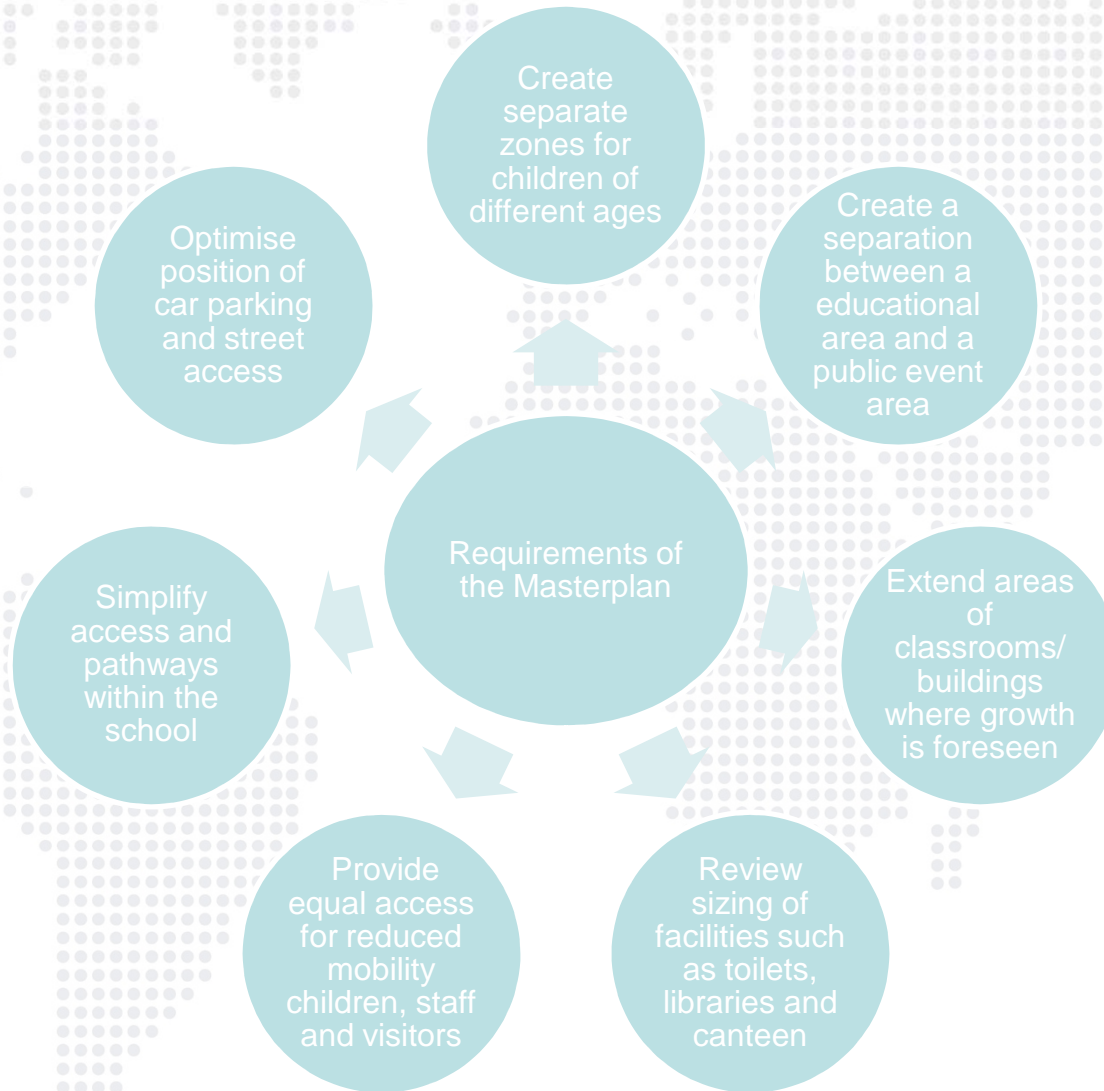 Create
separate
zones for
children of
different ages
Create a
separation
between a
educational
area and a
public event
area
Extend areas
of
classrooms/
buildings
where growth
is foreseen
Review
sizing of
facilities such
as toilets,
libraries and
canteen
Provide
equal access
for reduced
mobility
children, staff
and visitors
Simplify
access and
pathways
within the
school
Optimise
position of
car parking
and street
access
Requirements of
the Masterplan